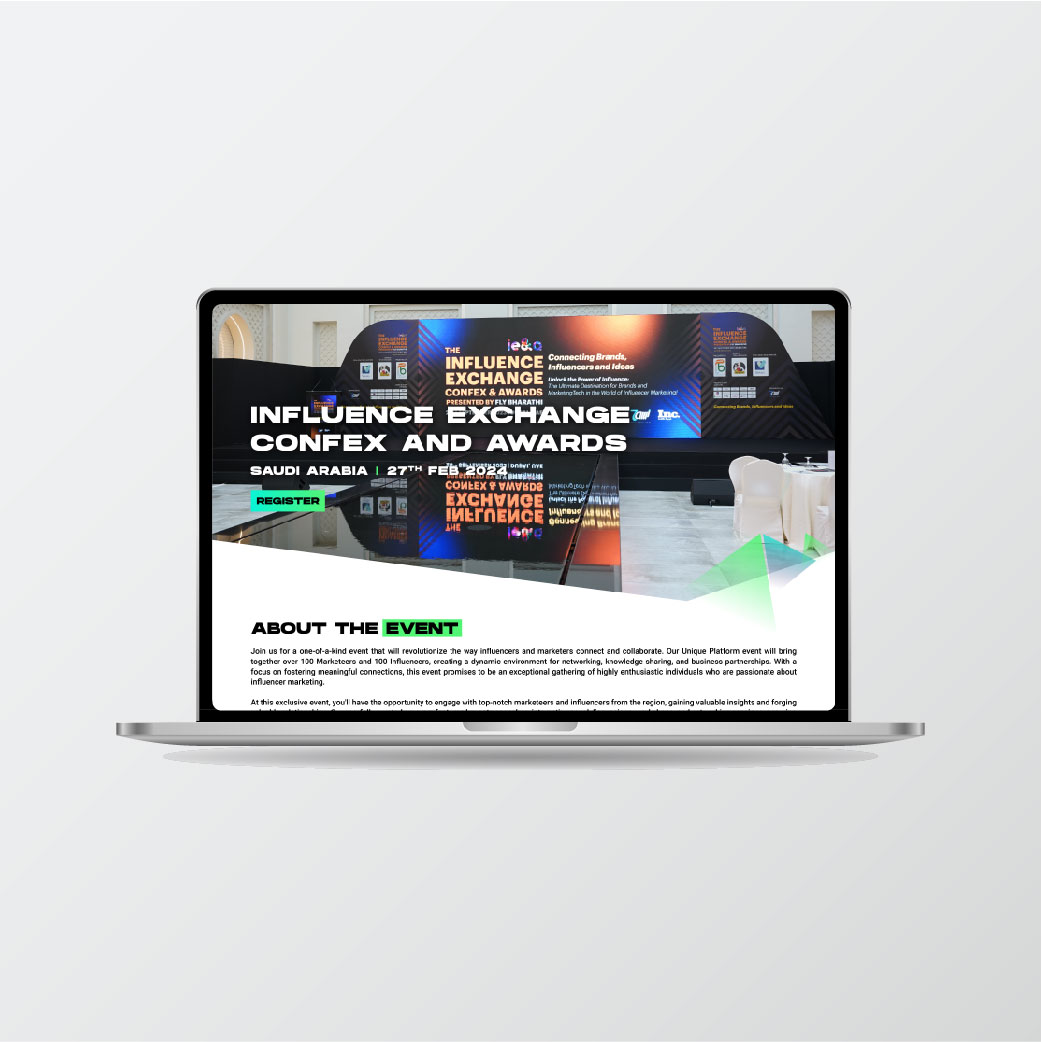 ie&a
THE
INFLUENCE
EXCHANGE
CONFEX & AWARDS
PRESENTED BY FLY BHARATHI
Connecting Brands,
Influencers and Ideas
Unlock the Power of Influence:
The Ultimate Destination for Brands and
MarketingTech in the World of Influencer Marketing!
Inc.
Connecting Brands, Influencers and Ideas
INFLUENCE EXCHANGE
CONFEX AND AWARDS
SAUDI ARABIA | 27TH FEB 2024
REGISTER
ABOUT THE EVENT
Join us for a one-of-a-kind event that will revolutionize the way influencers and marketers connect and collaborate. Our Unique Platform event will bring
together over 100 Marketeers and 100 Influencers, creating a dynamic environment for networking, knowledge sharing, and business partnerships. With a
focus on fostering meaningful connections, this event promises to be an exceptional gathering of highly enthusiastic individuals who are passionate about
influencer marketing.
At this exclusive event, you'll have the opportunity to engage with top-notch marketeers and influencers from the region, gaining valuable insights and forging